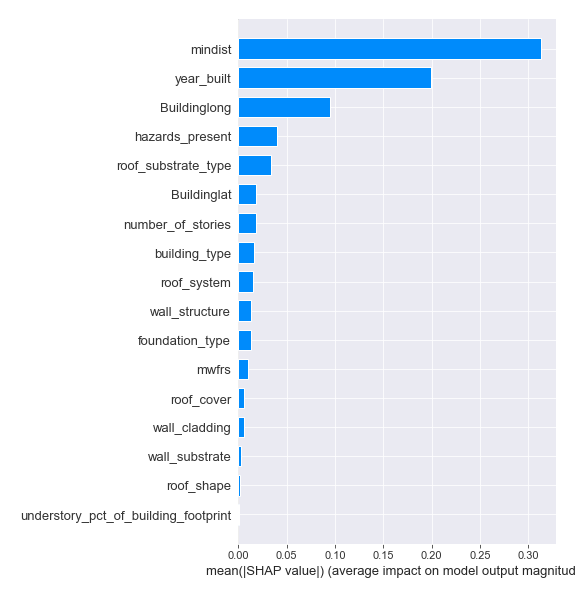 mindist
year_built
Buildinglong
hazards_present
roof_substrate_type
Buildinglat
number_of_stories
building_type
roof_system
wall_structure
foundation_type
mwfrs
roof_cover
wall_cladding
wall_substrate
roof_shape
understory_pct_of_building_footprint
0.00 0.05 0.10 0.15 0.20 0.25 0.30
mean(|SHAP value|) (average impact on model output magnitud